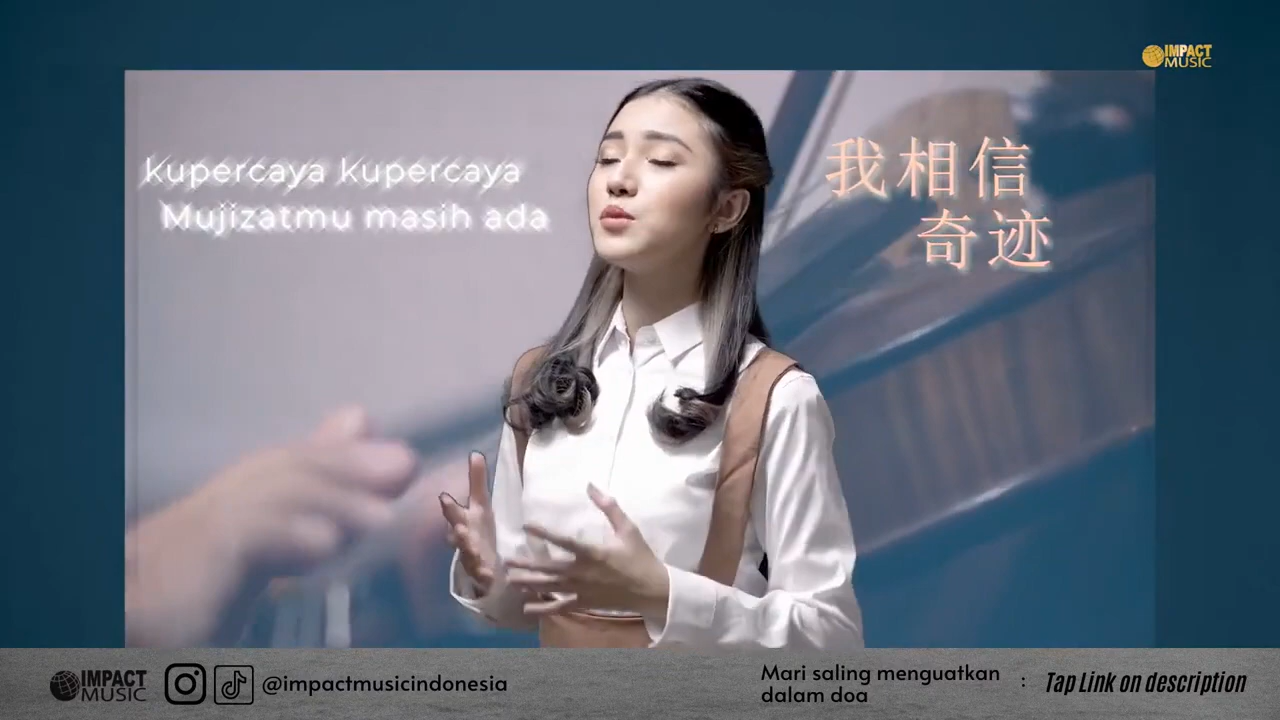 IMPACT
MUSIC
Kupercaya Kupercaya
Mujizatmu masih ada
我相信
奇迹
IMPACT
MUSIC
@impactmusicindonesia
Mari saling menguatkan
dalam doa
:
Tap Link on description